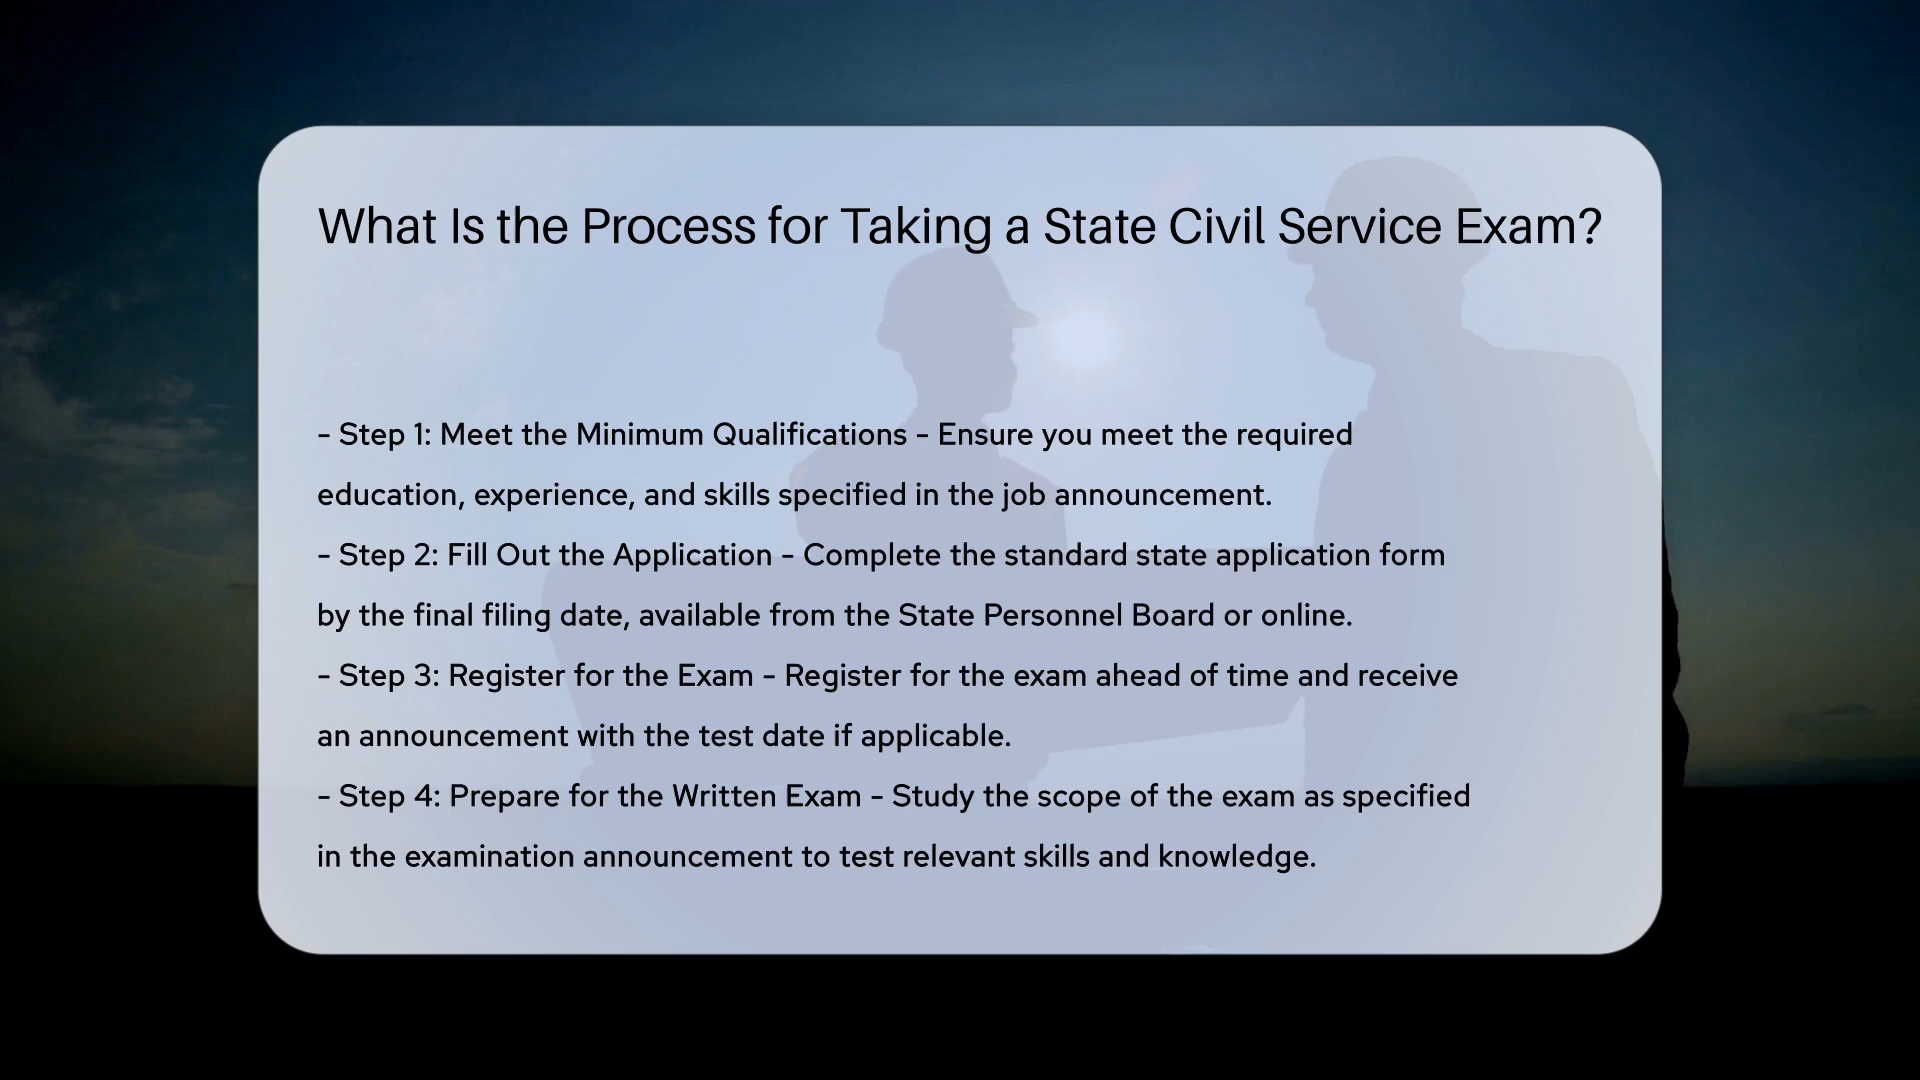 What Is the Process for Taking a State Civil Service Exam?
- Step 1: Meet the Minimum Qualifications - Ensure you meet the required
education, experience, and skills specified in the job announcement.
- Step 2: Fill Out the Application - Complete the standard state application form
by the final filing date, available from the State Personnel Board or online.
- Step 3: Register for the Exam - Register for the exam ahead of time and receive
an announcement with the test date if applicable.
- Step 4: Prepare for the Written Exam - Study the scope of the exam as specified
in the examination announcement to test relevant skills and knowledge.